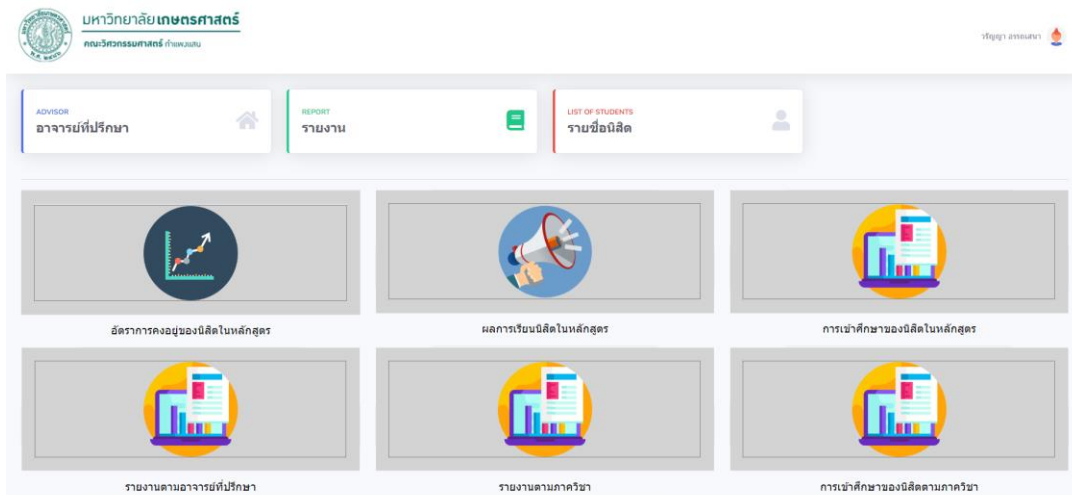 มหาวิทยาลัยเกษตรศาสตร์
คณะวิศวกรรมศาสตร์ กำแพงแสน
ADVISOR
อาจารย์ที่ปรึกษา
REPORT
รายงาน
LIST OF STUDENTS
รายชื่อนิสิต
อัตราการคงอยู่ของนิสิตในหลักสูตร
ผลการเรียนนิสิตในหลักสูตร
การเข้าศึกษาของนิสิตในหลักสูตร
รายงานตามอาจารย์ที่ปรึกษา
รายงานตามภาควิชา
การเข้าศึกษาของนิสิตตามภาควิชา